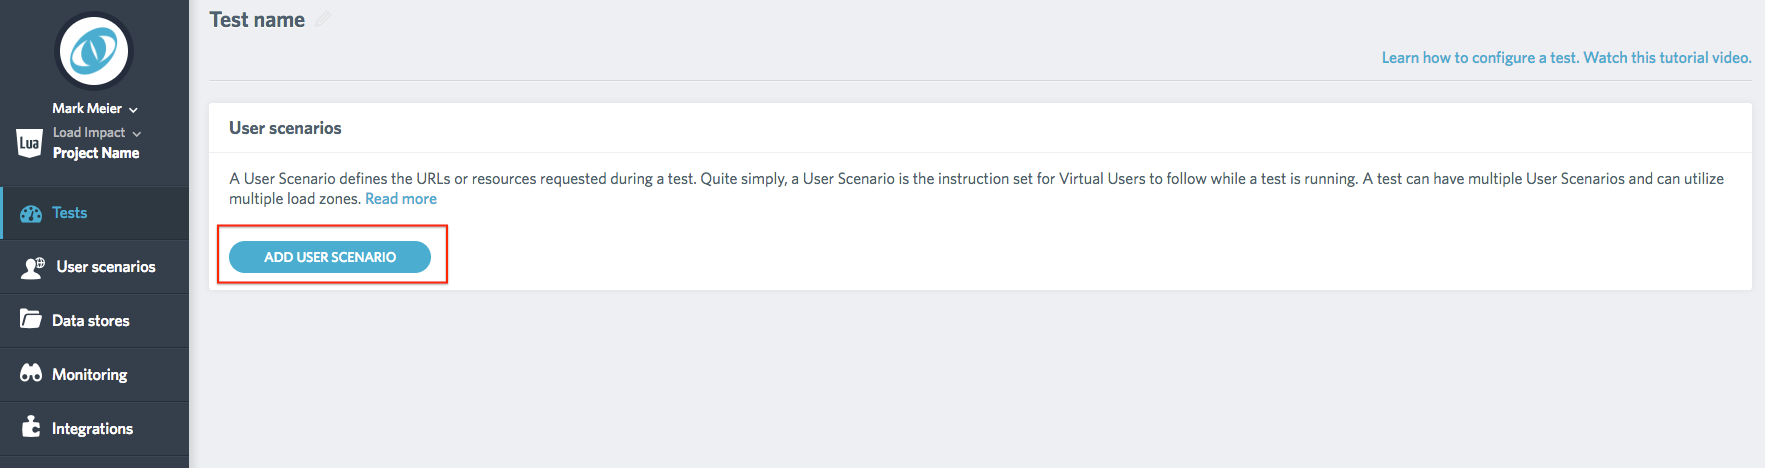 Test name
Learn how to configure a test. Watch this tutorial video.
Mark Meier
Load Impact
Lua
Project Name
User scenarios
A User Scenario defines the URLs or resources requested during a test. Quite simply, a User Scenario is the instruction set for Virtual Users to follow while a test is running. A test can have multiple User Scenarios and can utilize
multiple load zones. Read more
ADD USER SCENARIO
Tests
User scenarios
Data stores
Monitoring
Integrations